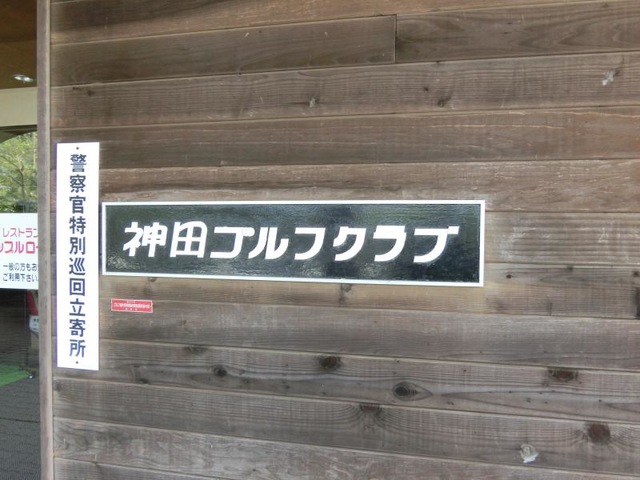 警察官特別巡回立寄所
神田ゴルフクラブ
レストラン
一般の方もお
ご利用下さい